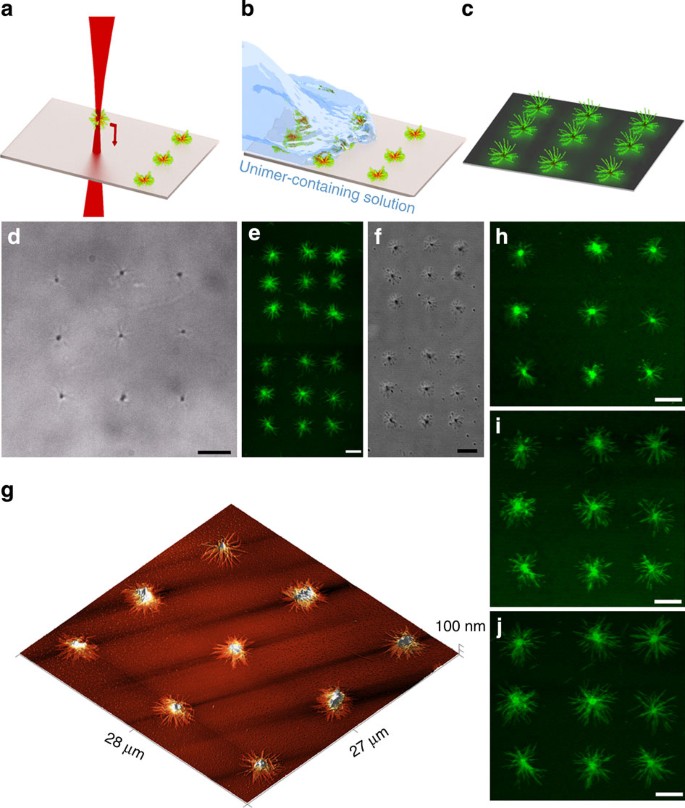 a
b
c
Unimer-containing solution
d
e
f
h
i
g
100 nm
j
28 μm
27 μm